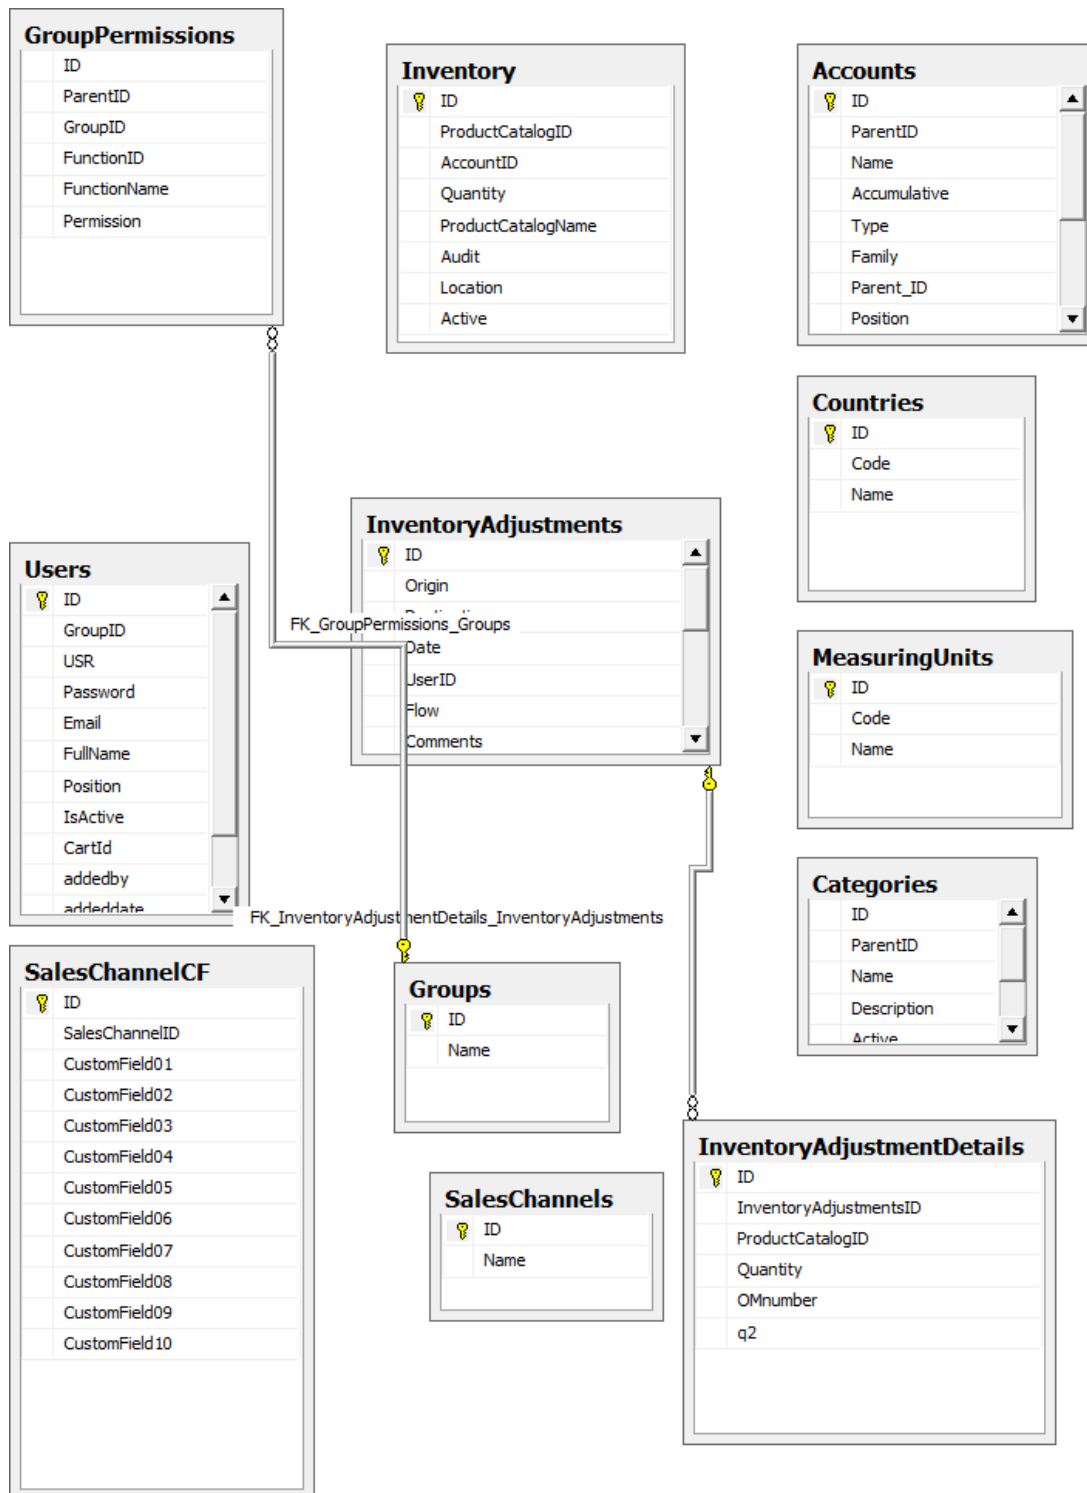 GroupPermissions
ID
ParentID
GroupID
FunctionID
FunctionName
Permission
Inventory
ID
ProductCatalogID
AccountID
Quantity
ProductCatalogName
Audit
Location
Active
Accounts
ID
ParentID
Name
Accumulative
Type
Family
Parent_ID
Position
Countries
ID
Code
Name
InventoryAdjustments
ID
Origin
FK_GroupPermissions_Groups
Date
UserID
Flow
Comments
Users
ID
GroupID
USR
Password
Email
FullName
Position
IsActive
CartId
addedby
addeddate
MeasuringUnits
ID
Code
Name
Categories
ID
ParentID
Name
Description
Active
FK_InventoryAdjustmentDetails_InventoryAdjustments
SalesChannelCF
ID
SalesChannelID
CustomField01
CustomField02
CustomField03
CustomField04
CustomField05
CustomField06
CustomField07
CustomField08
CustomField09
CustomField10
Groups
ID
Name
SalesChannels
ID
Name
InventoryAdjustmentDetails
ID
InventoryAdjustmentsID
ProductCatalogID
Quantity
OMnumber
q2